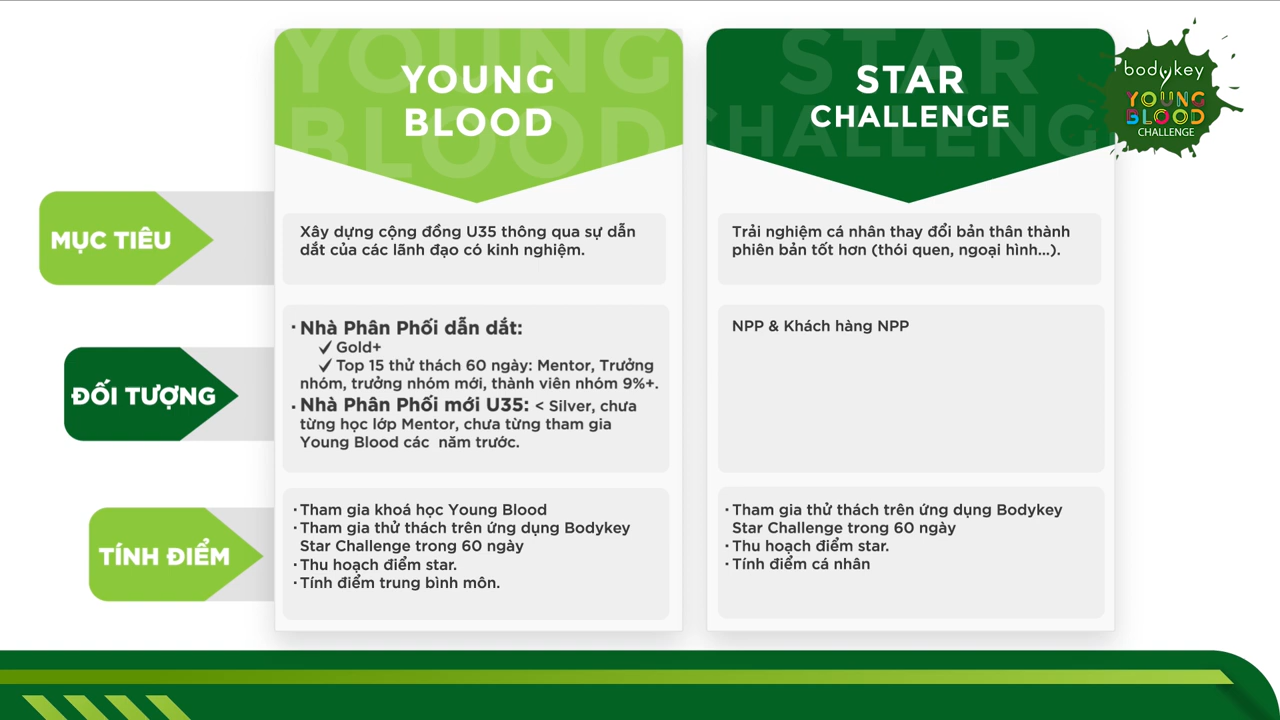 YOUNG
BLOOD
STAR
CHALLENGE
bodykey
YOUNG
BLOOD
CHALLENGE
MỤC TIÊU
Xây dựng cộng đồng U35 thông qua sự dẫn
dắt của các lãnh đạo có kinh nghiệm.
Trải nghiệm cá nhân thay đổi bản thân thành
phiên bản tốt hơn (thói quen, ngoại hình...).
ĐỐI TƯỢNG
· Nhà Phân Phối dẫn dắt:
✓ Gold+
✓ Top 15 thử thách 60 ngày: Mentor, Trưởng
nhóm, trưởng nhóm mới, thành viên nhóm 9%+.
· Nhà Phân Phối mới U35: < Silver, chưa
từng học lớp Mentor, chưa từng tham gia
Young Blood các năm trước.
NPP & Khách hàng NPP
TÍNH ĐIỂM
· Tham gia khoá học Young Blood
· Tham gia thử thách trên ứng dụng Bodykey
Star Challenge trong 60 ngày
· Thu hoạch điểm star.
· Tính điểm trung bình môn.
· Tham gia thử thách trên ứng dụng Bodykey
Star Challenge trong 60 ngày
· Thu hoạch điểm star.
· Tính điểm cá nhân